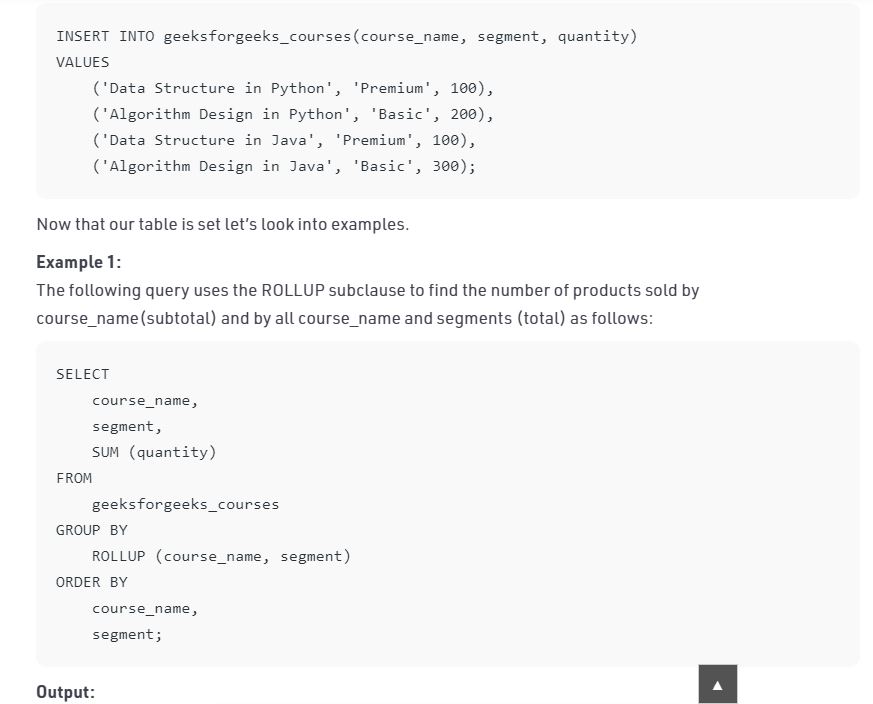 INSERT INTO geeksforgeeks_courses(course_name, segment, quantity)
VALUES
    ('Data Structure in Python', 'Premium', 100),
    ('Algorithm Design in Python', 'Basic', 200),
    ('Data Structure in Java', 'Premium', 100),
    ('Algorithm Design in Java', 'Basic', 300);
Now that our table is set let's look into examples.
Example 1:
The following query uses the ROLLUP subclause to find the number of products sold by
course_name(subtotal) and by all course_name and segments (total) as follows:
SELECT
    course_name,
    segment,
    SUM (quantity)
FROM
    geeksforgeeks_courses
GROUP BY
    ROLLUP (course_name, segment)
ORDER BY
    course_name,
    segment;
Output: